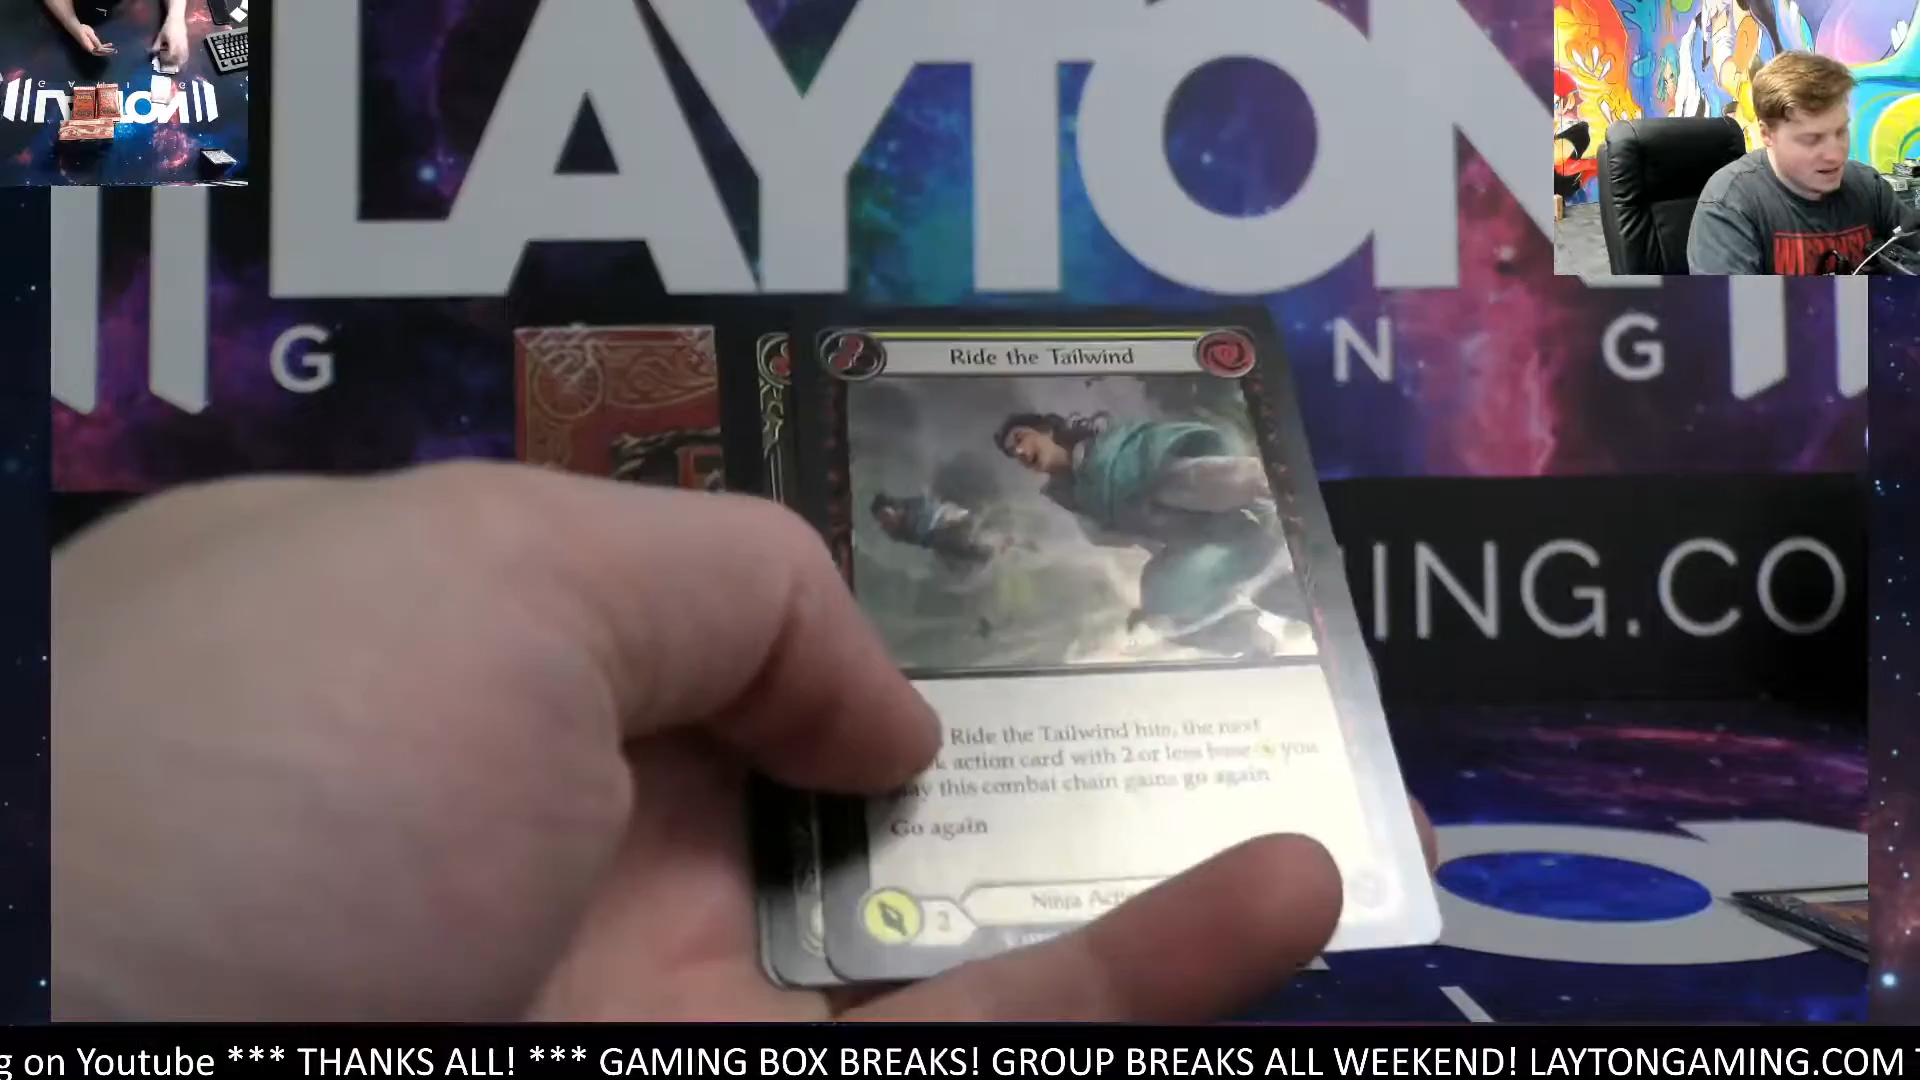 LAYTON
G N G
Ride the Tailwind
ING.CO
Ride the Tailwind hits, the next
action card with 2 or less base you
this combat chain gains go again
Go again
2
Ninja
g on Youtube *** THANKS ALL! *** GAMING BOX BREAKS! GROUP BREAKS ALL WEEKEND! LAYTONGAMING.COM T